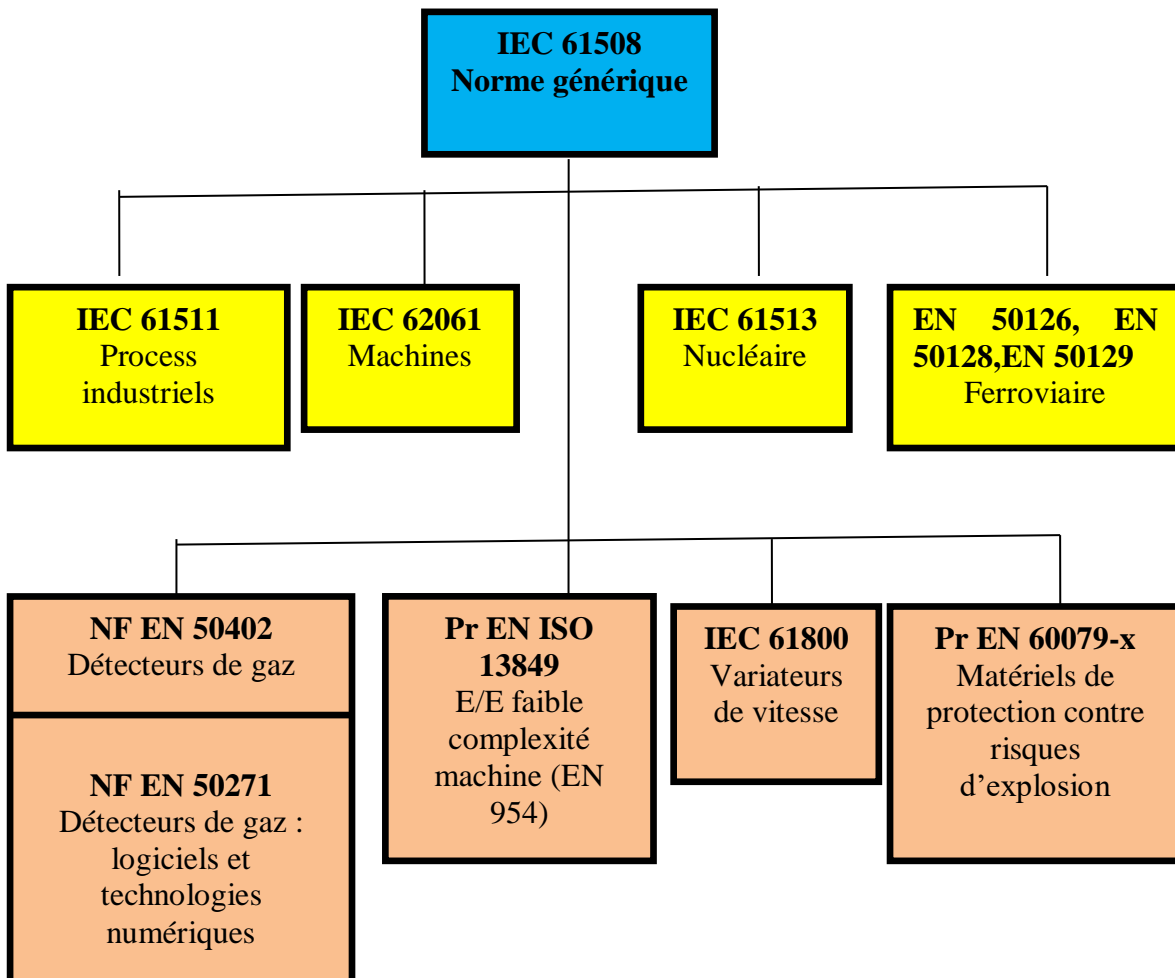 IEC 61508
Norme générique
IEC 61511
Process
industriels
IEC 62061
Machines
IEC 61513
Nucléaire
EN 50126, EN
50128,EN 50129
Ferroviaire
NF EN 50402
Détecteurs de gaz
NF EN 50271
Détecteurs de gaz :
logiciels et
technologies
numériques
Pr EN ISO
13849
E/E faible
complexité
machine (EN
954)
IEC 61800
Variateurs
de vitesse
Pr EN 60079-x
Matériels de
protection contre
risques
d’explosion